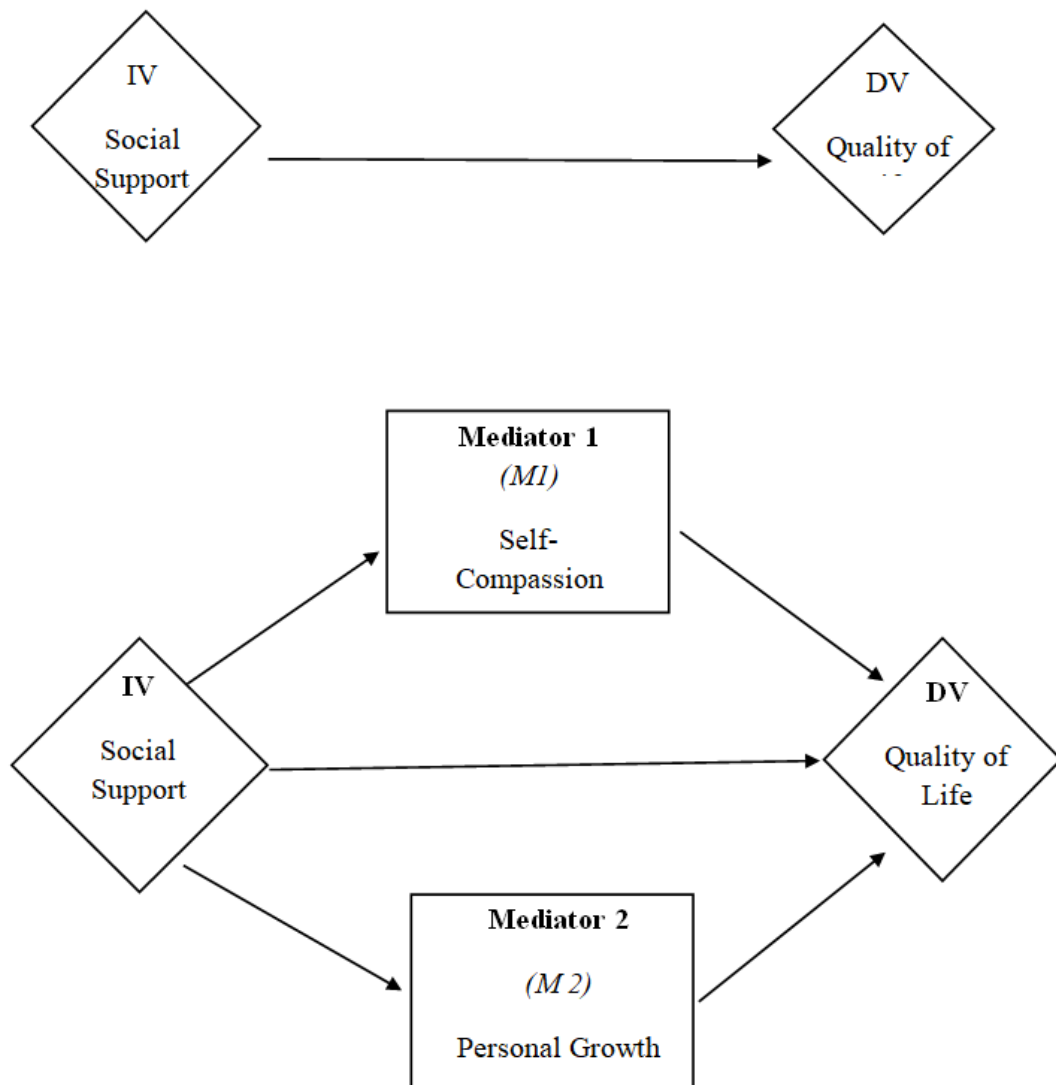 IV
Social
Support
DV
Quality of
Mediator 1
(M1)
Self-
Compassion
IV
Social
Support
DV
Quality of
Life
Mediator 2
(M 2)
Personal Growth